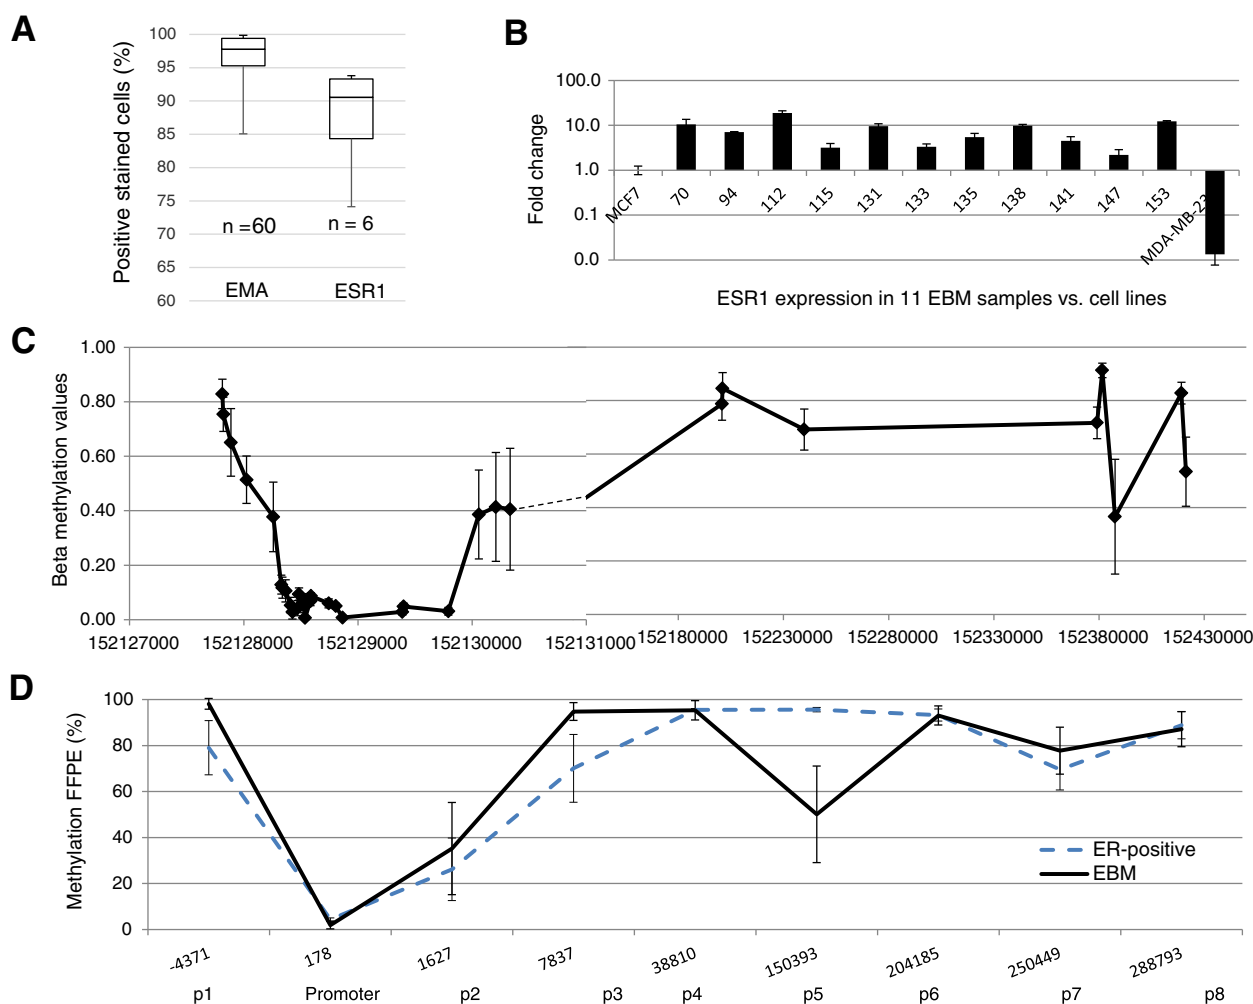 A
Positive stained cells (%)
100
95
90
85
80
75
70
65
60
n =60
n = 6
EMA
ESR1
B
Fold change
100.0
10.0
1.0
0.1
0.0
MCF7
70
94
112
115
131
133
135
138
141
147
153
MDA-MB-23
ESR1 expression in 11 EBM samples vs. cell lines
C
Beta methylation values
1.00
0.80
0.60
0.40
0.20
0.00
152127000
152128000
152129000
152130000
152131000
152180000
152230000
152280000
152330000
152380000
152430000
D
Methylation FFPE (%)
100
80
60
40
20
0
ER-positive
EBM
-4371
178
1627
7837
38810
150393
204185
250449
288793
p1
Promoter
p2
p3
p4
p5
p6
p7
p8